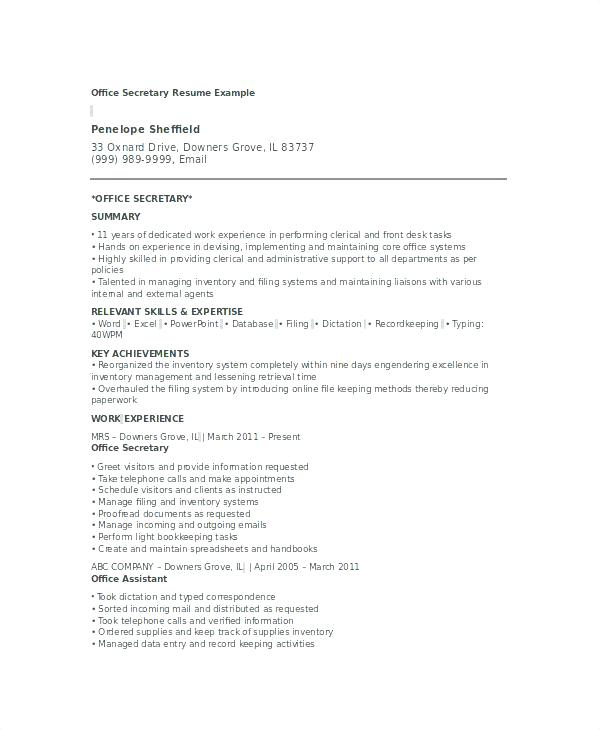 Office Secretary Resume Example
Penelope Sheffield
33 Oxnard Drive, Downers Grove, IL 83737
(999) 989-9999, Email
*OFFICE SECRETARY*
SUMMARY
• 11 years of dedicated work experience in performing clerical and front desk tasks
• Hands on experience in devising, implementing and maintaining core office systems
• Highly skilled in providing clerical and administrative support to all departments as per
policies
• Talented in managing inventory and filing systems and maintaining liaisons with various
internal and external agents
RELEVANT SKILLS & EXPERTISE
• Word • Excel • PowerPoint • Database • Filing • Dictation • Recordkeeping • Typing:
40WPM
KEY ACHIEVEMENTS
• Reorganized the inventory system completely within nine days engendering excellence in
inventory management and lessening retrieval time
• Overhauled the filing system by introducing online file keeping methods thereby reducing
paperwork
WORK EXPERIENCE
MRS – Downers Grove, IL | March 2011 – Present
Office Secretary
• Greet visitors and provide information requested
• Take telephone calls and make appointments
• Schedule visitors and clients as instructed
• Manage filing and inventory systems
• Proofread documents as requested
• Manage incoming and outgoing emails
• Perform light bookkeeping tasks
• Create and maintain spreadsheets and handbooks
ABC COMPANY – Downers Grove, IL | April 2005 – March 2011
Office Assistant
• Took dictation and typed correspondence
• Sorted incoming mail and distributed as requested
• Took telephone calls and verified information
• Ordered supplies and keep track of supplies inventory
• Managed data entry and record keeping activities